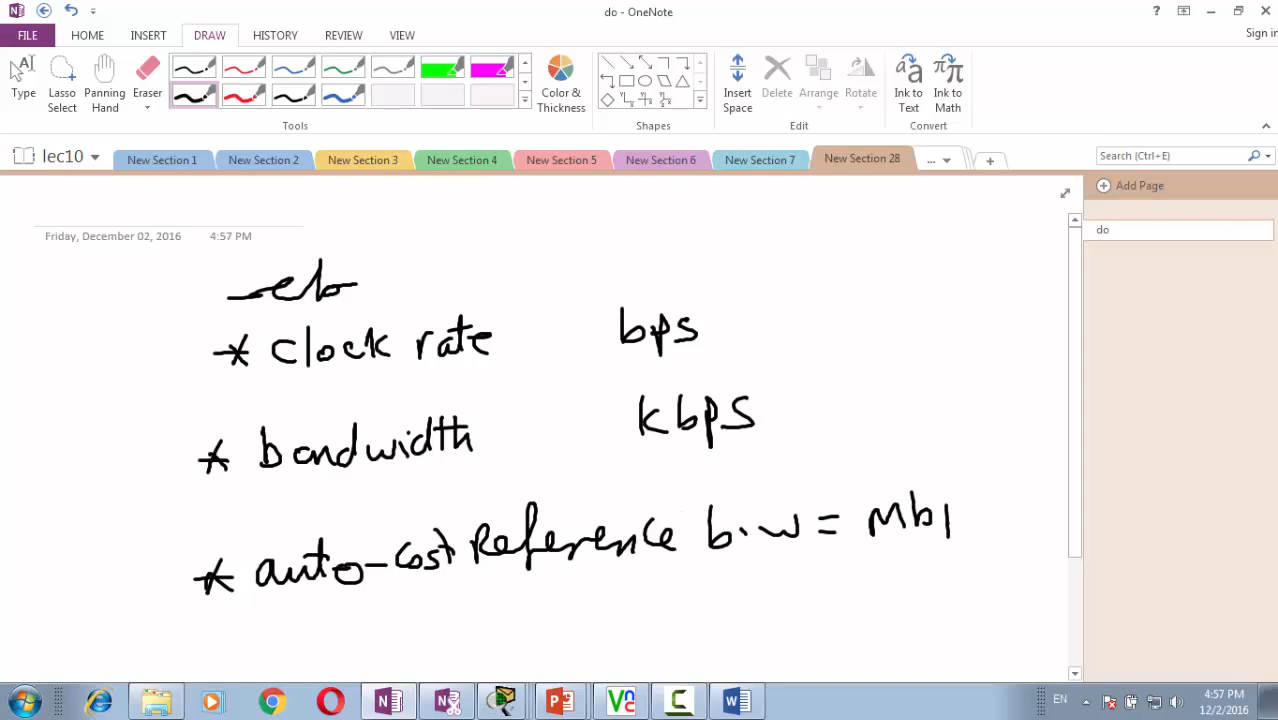 do - OneNote
? 
Sign in
FILE HOME INSERT DRAW HISTORY REVIEW VIEW
Type
Lasso Select
Panning Hand
Eraser
Color & Thickness
Insert Space
Delete
Arrange
Rotate
Ink to Text
Ink to Math
Tools Shapes Edit Convert
lec10 New Section 1 New Section 2 New Section 3 New Section 4 New Section 5 New Section 6 New Section 7 New Section 28 ... +
Search (Ctrl+E)
Add Page
do
Friday, December 02, 2016 4:57 PM
* Clock rate bps
* bandwidth kbps
* auto-cost Reference b.w = Mb
EN 4:57 PM
12/2/2016